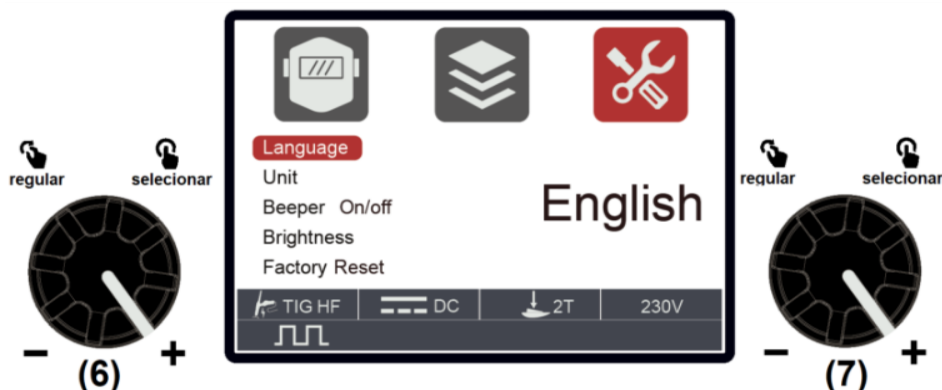 regular selecionar
Language
Unit
Beeper On/off
Brightness
Factory Reset
English
TIG HF DC 2T 230V
- (6) +
regular selecionar
- (7) +